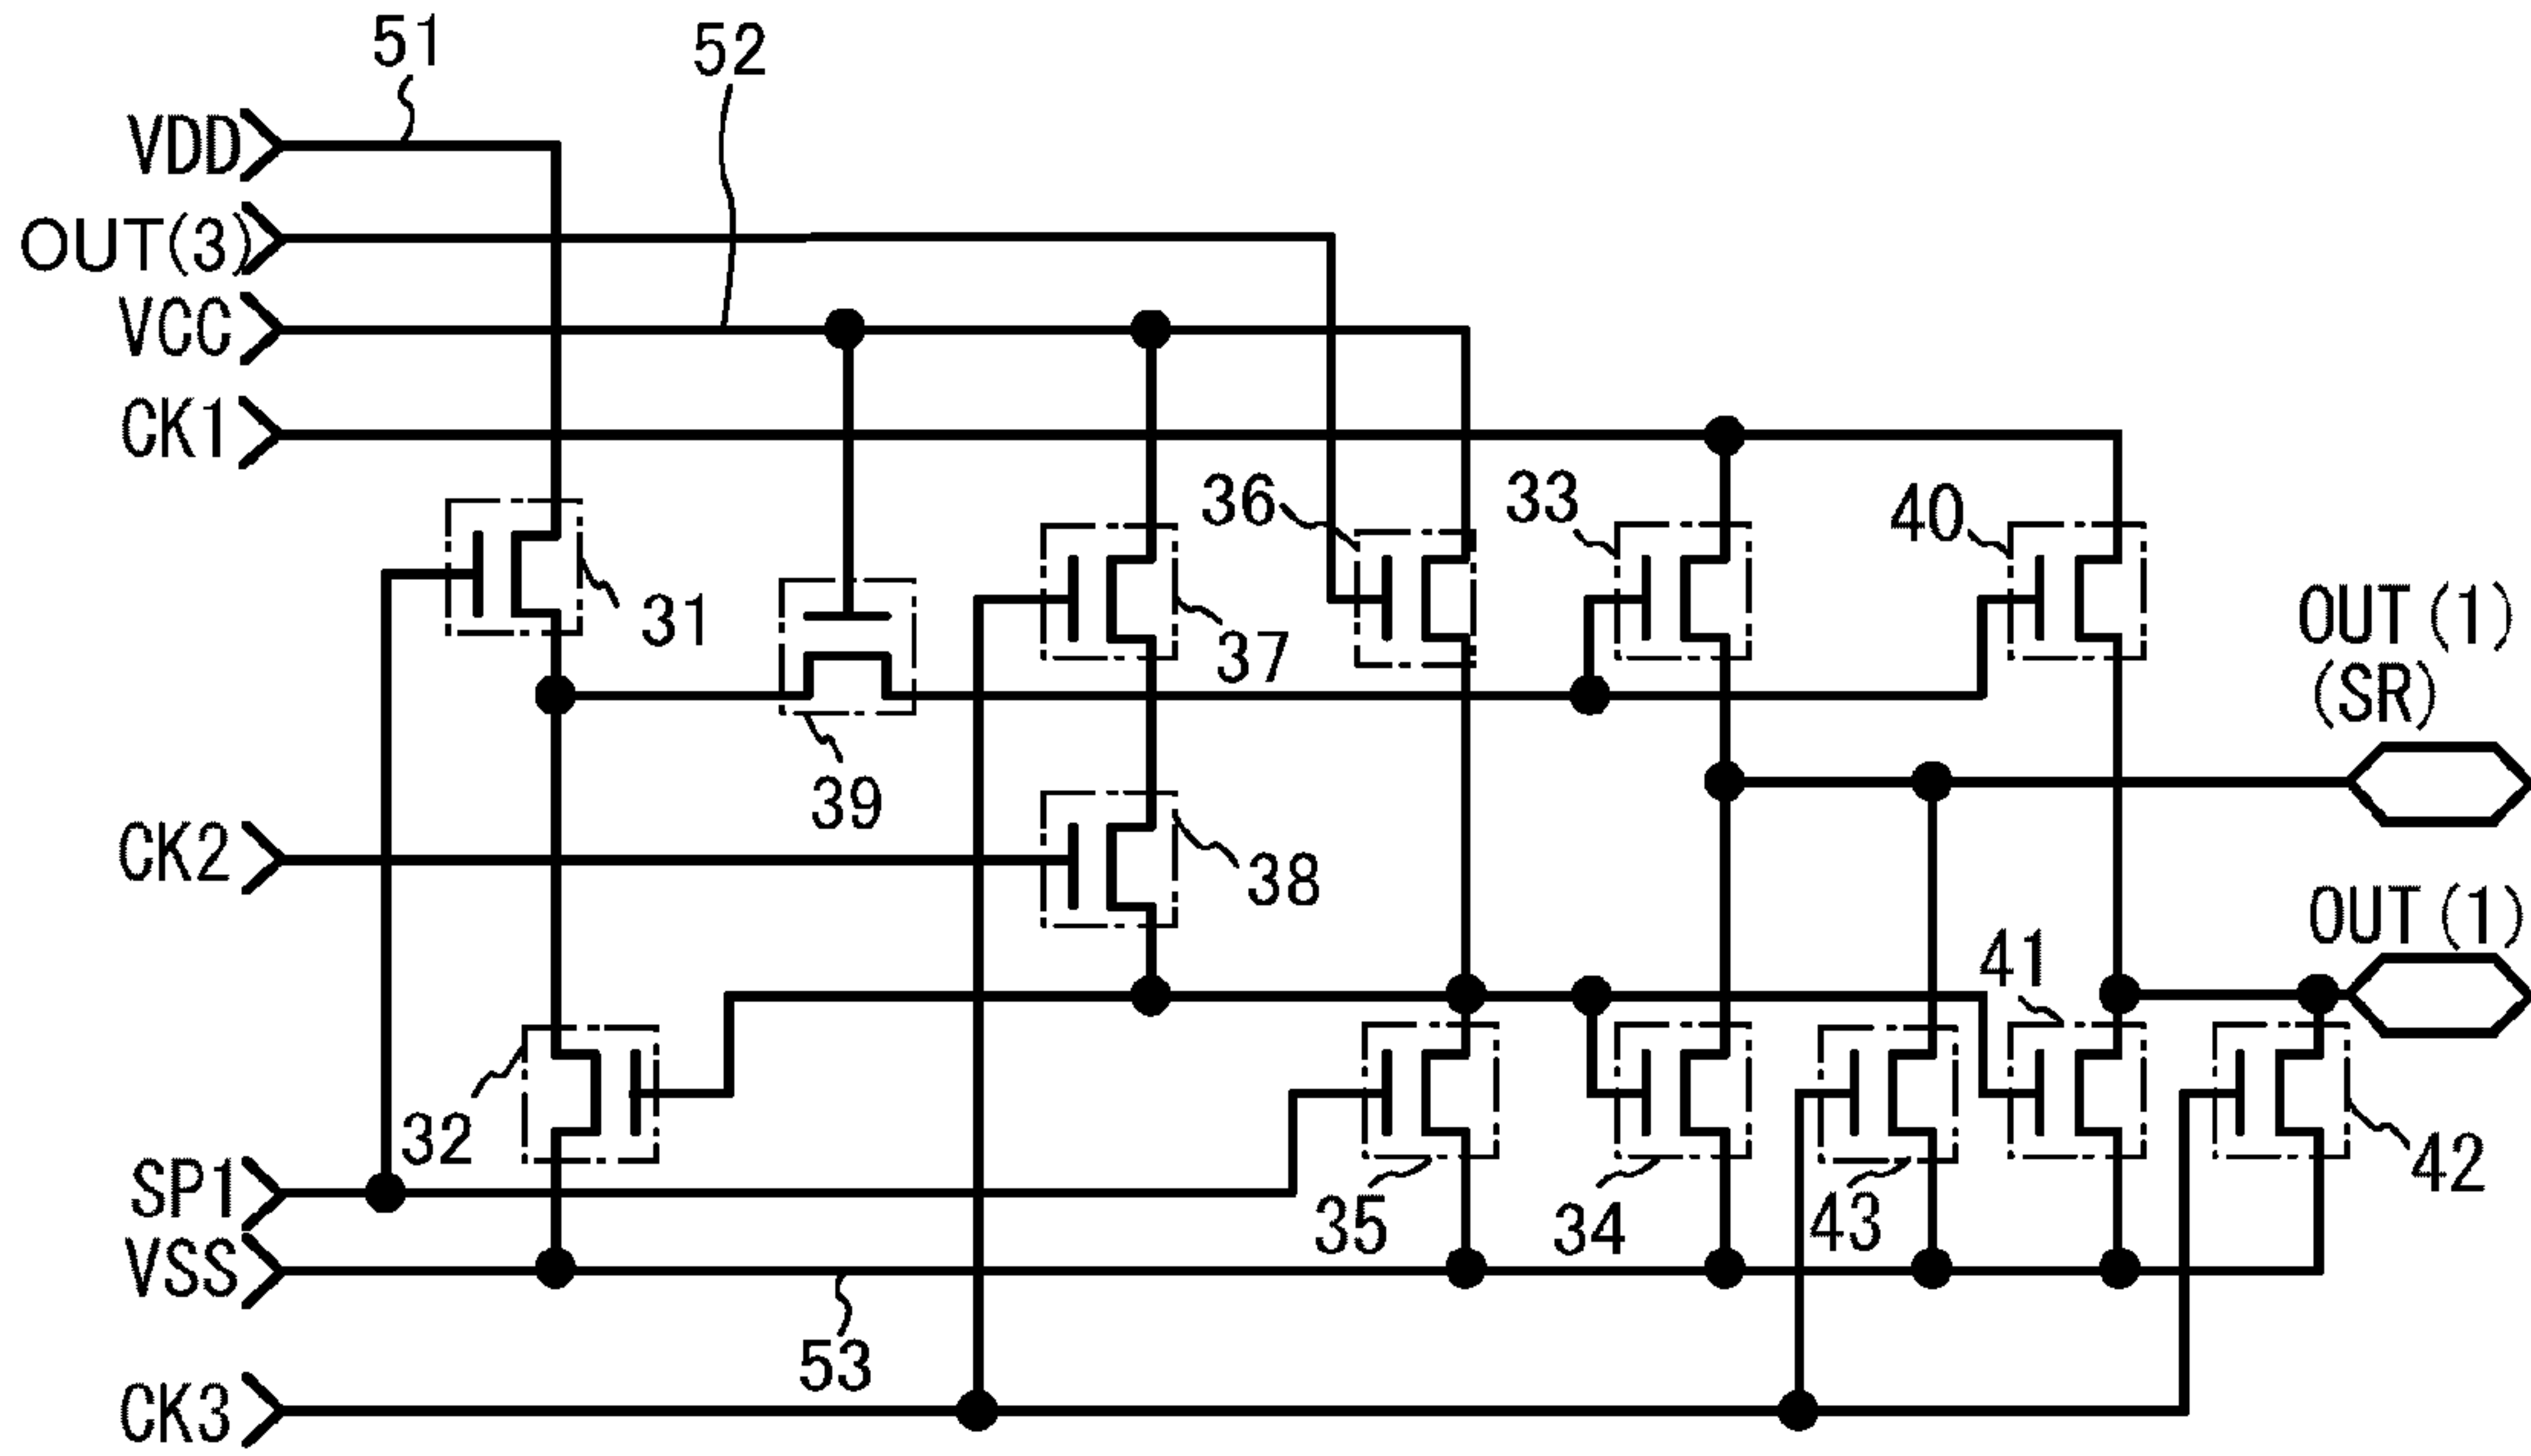 51
52
VDD
OUT(3)
VCC
CK1
36
33
40
31
37
OUT(1)
(SR)
39
CK2
38
OUT(1)
41
32
SP1
35
34
43
42
VSS
53
CK3